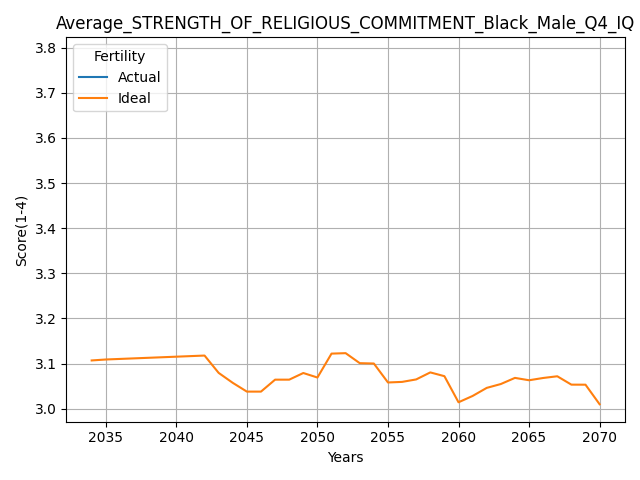 Average_STRENGTH_OF_RELIGIOUS_COMMITMENT_Black_Male_Q4_IQ
Fertility
Actual
Ideal
3.8
3.7
3.6
3.5
3.4
3.3
3.2
3.1
3.0
Score(1-4)
2035 2040 2045 2050 2055 2060 2065 2070
Years